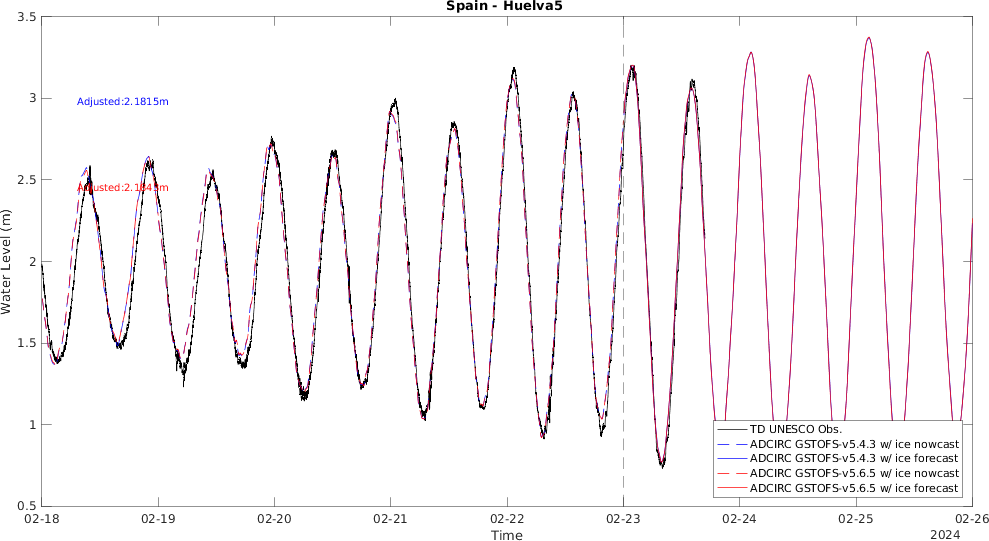 Spain - Huelva5
3.5
3
2.5
2
1.5
1
0.5
Water Level (m)
Adjusted:2.1815m
Adjusted:2.1845m
TD UNESCO Obs.
ADCIRC GSTOFS-v5.4.3 w/ ice nowcast
ADCIRC GSTOFS-v5.4.3 w/ ice forecast
ADCIRC GSTOFS-v5.6.5 w/ ice nowcast
ADCIRC GSTOFS-v5.6.5 w/ ice forecast
02-18 02-19 02-20 02-21 02-22 02-23 02-24 02-25 02-26
Time
2024